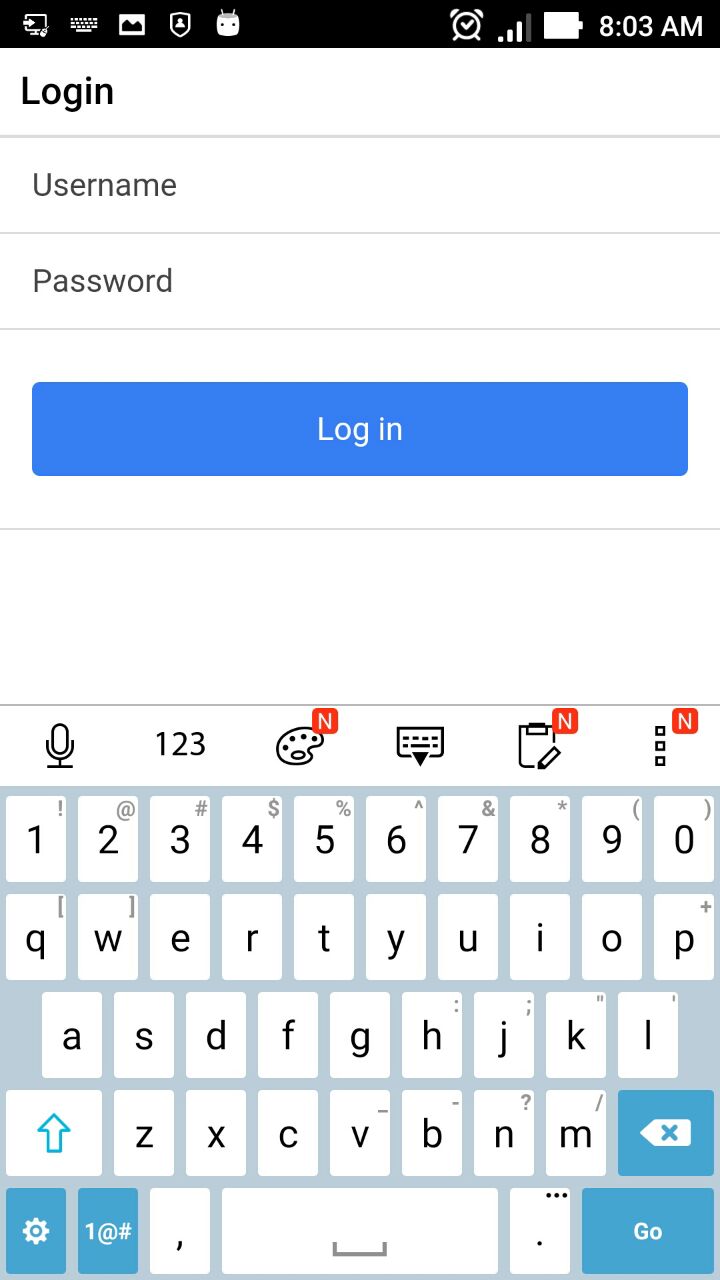 8:03 AM
Login
Username
Password
Log in
123 N N N
! @ # $ % ^ & * ( )
1 2 3 4 5 6 7 8 9 0
[ ] +
q w e r t y u i o p
: ; " '
a s d f g h j k l
_ - ? /
z x c v b n m
1@# , ... . Go